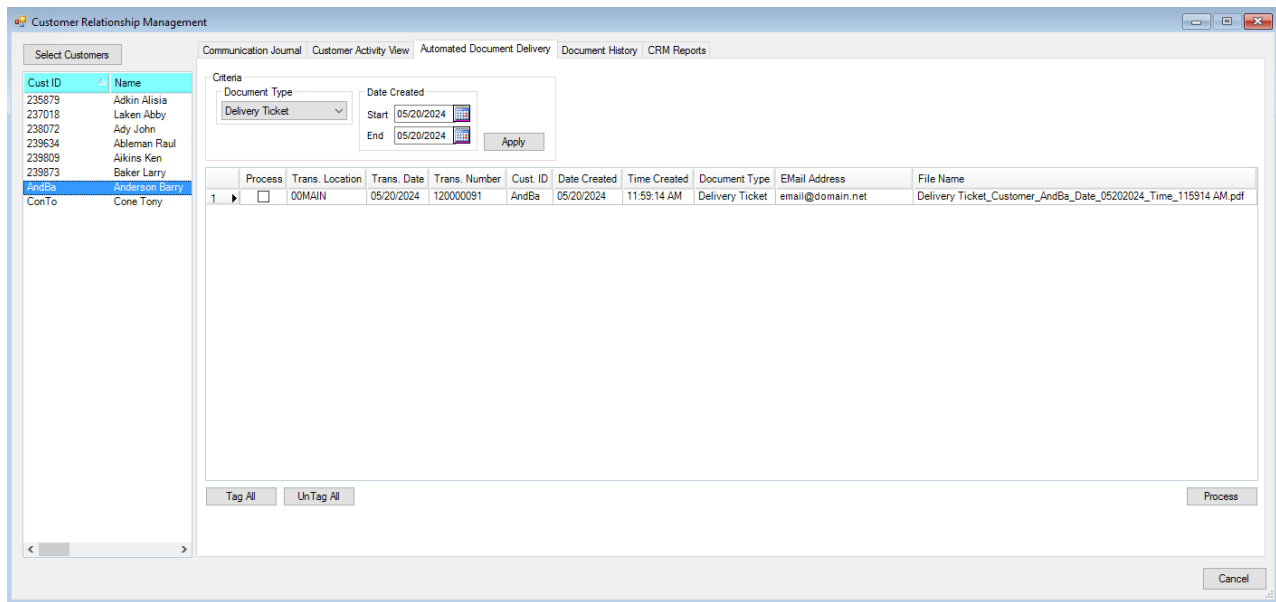 Customer Relationship Management
Select Customers
Communication Journal Customer Activity View Automated Document Delivery Document History CRM Reports
Cust ID Name
235879 Adkin Alisia
237018 Laken Abby
238072 Ady John
239634 Ableman Raul
239809 Aikins Ken
239873 Baker Larry
AndBa Anderson Barry
ConTo Cone Tony
Criteria
Document Type
Delivery Ticket
Date Created
Start 05/20/2024
End 05/20/2024
Apply
Process Trans. Location Trans. Date Trans. Number Cust. ID Date Created Time Created Document Type EMail Address File Name
1 00MAIN 05/20/2024 120000091 AndBa 05/20/2024 11:59:14 AM Delivery Ticket email@domain.net Delivery Ticket_Customer_AndBa_Date_05202024_Time_115914 AM.pdf
Tag All UnTag All Process
Cancel